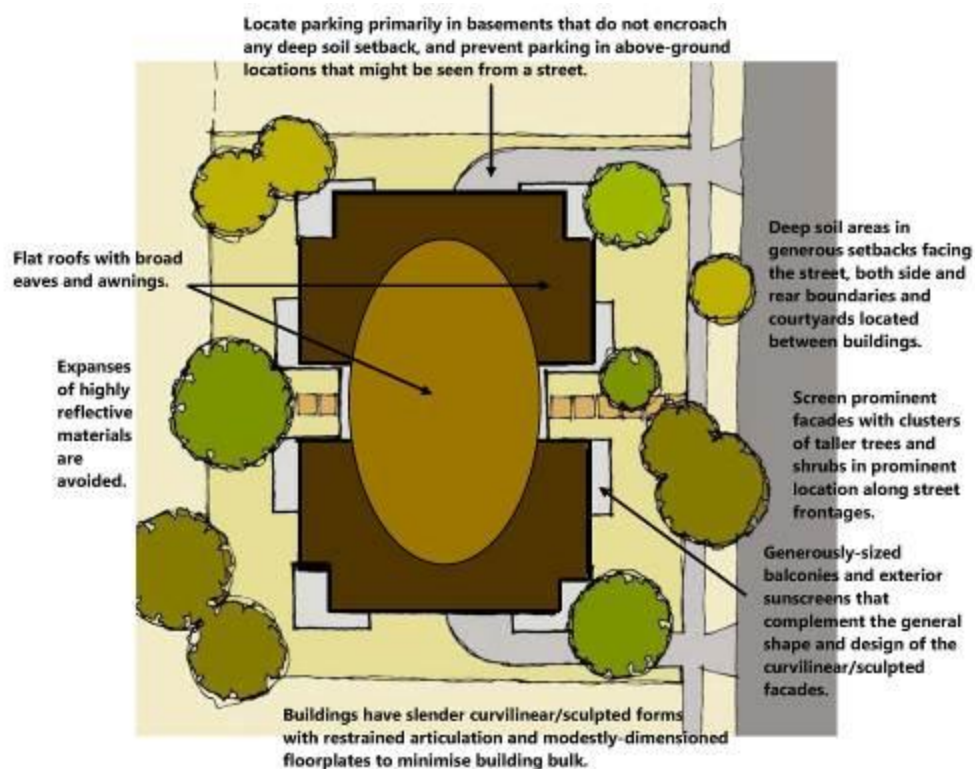 Locate parking primarily in basements that do not encroach
any deep soil setback, and prevent parking in above-ground
locations that might be seen from a street.
Flat roofs with broad
eaves and awnings.
Deep soil areas in
generous setbacks facing
the street, both side and
rear boundaries and
courtyards located
between buildings.
Expanses
of highly
reflective
materials
are
avoided.
Screen prominent
facades with clusters
of taller trees and
shrubs in prominent
location along street
frontages.
Generously-sized
balconies and exterior
sunscreens that
complement the general
shape and design of the
curvilinear/sculpted
facades.
Buildings have slender curvilinear/sculpted forms
with restrained articulation and modestly-dimensioned
floorplates to minimise building bulk.